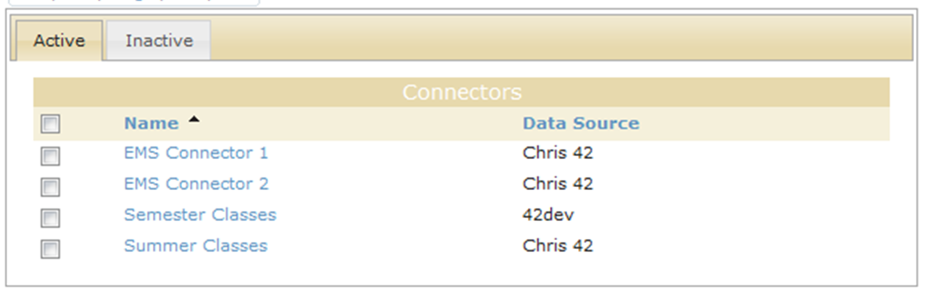 Active Inactive
Connectors
Name Data Source
EMS Connector 1 Chris 42
EMS Connector 2 Chris 42
Semester Classes 42dev
Summer Classes Chris 42